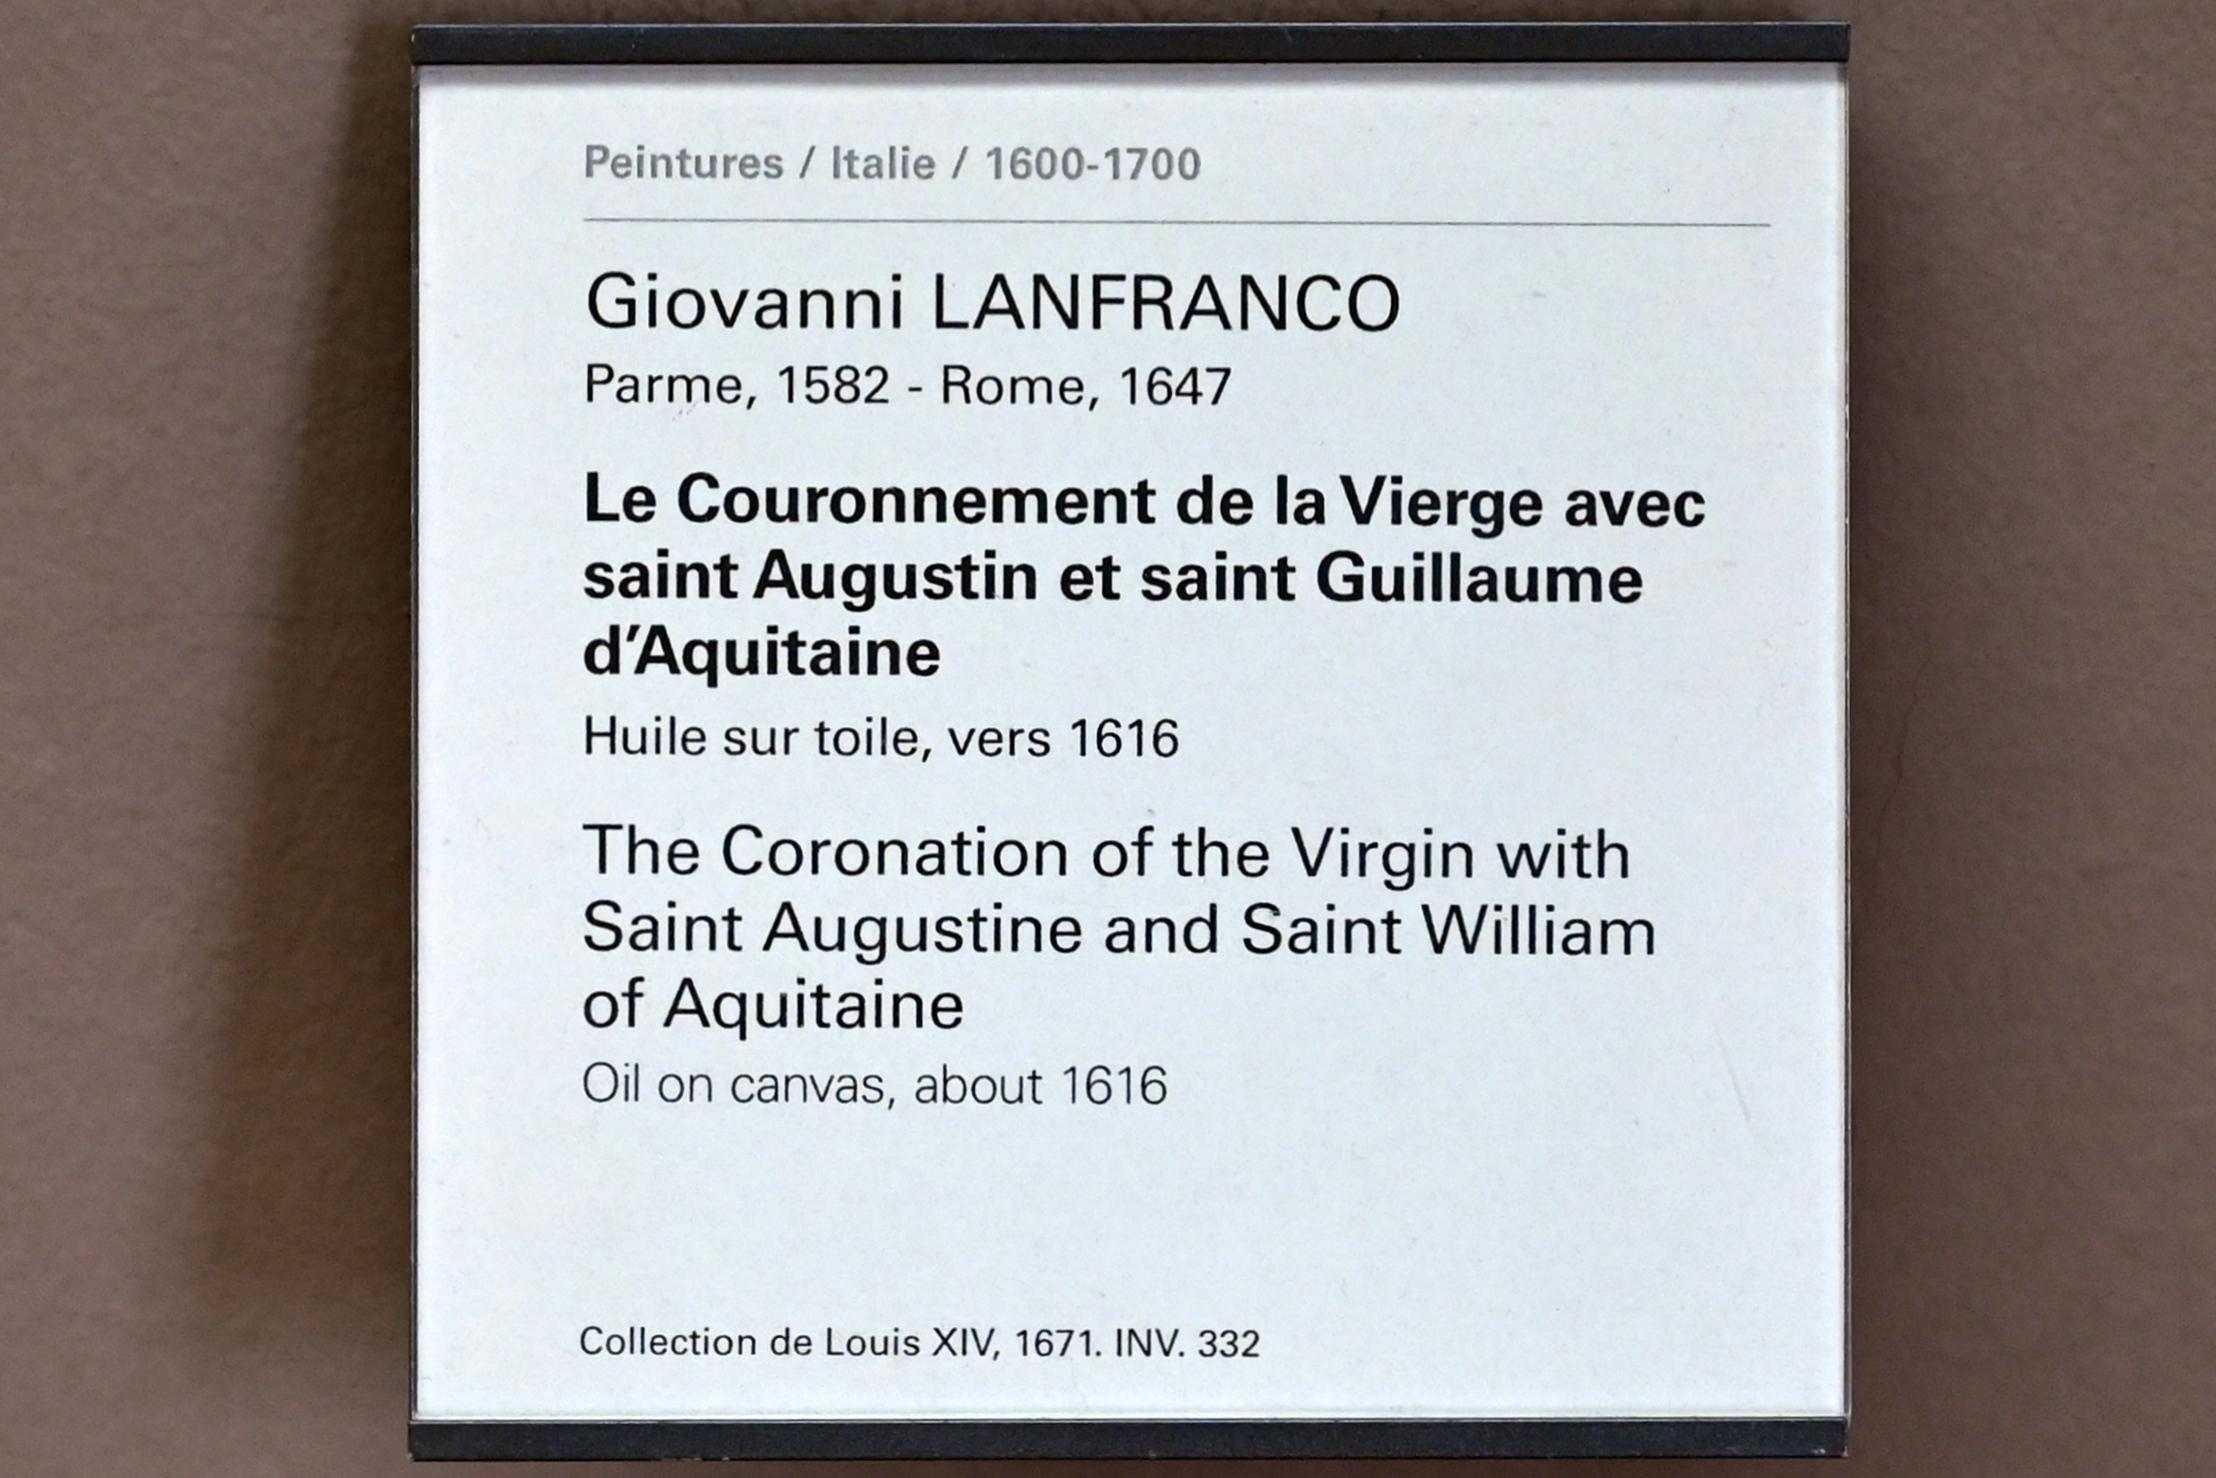 Peintures / Italie / 1600-1700
Giovanni LANFRANCO
Parme, 1582 - Rome, 1647
Le Couronnement de la Vierge avec
saint Augustin et saint Guillaume
d’Aquitaine
Huile sur toile, vers 1616
The Coronation of the Virgin with
Saint Augustine and Saint William
of Aquitaine
Oil on canvas, about 1616
Collection de Louis XIV, 1671. INV. 332